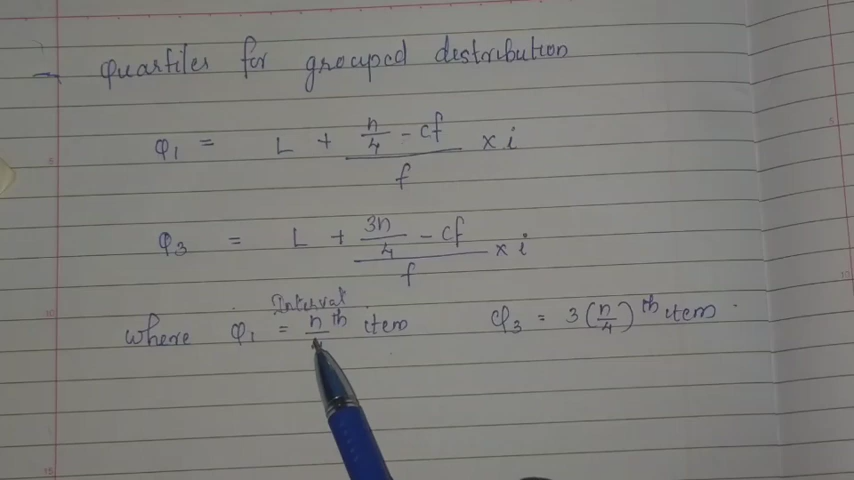 → Quartiles for grouped distribution
Q₁ = L + (n/4 - cf)/f × i
Q₃ = L + (3n/4 - cf)/f × i
Interval
where Q₁ = n/4 th item Q₃ = 3(n/4)th item